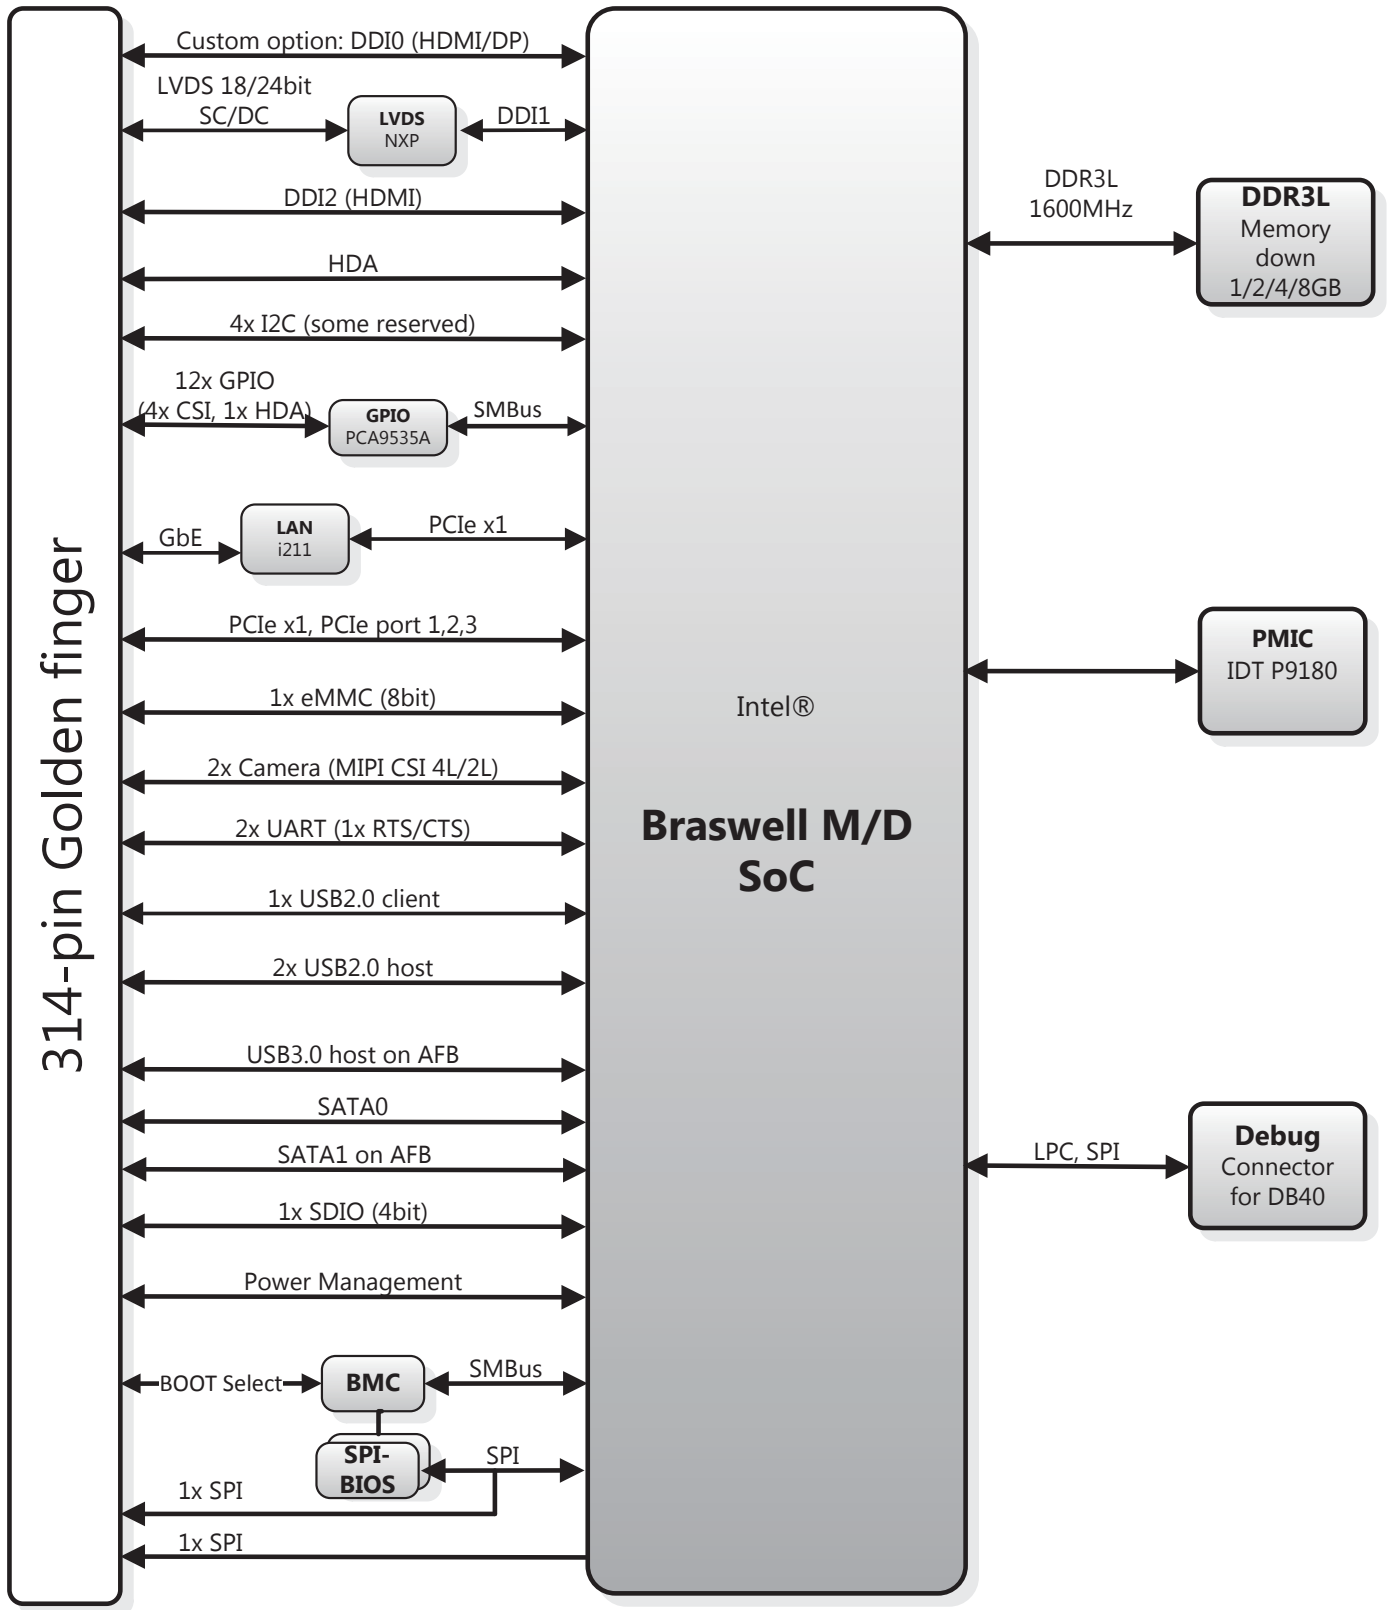 314-pin Golden finger
Custom option: DDI0 (HDMI/DP)
LVDS 18/24bit
SC/DC
LVDS
NXP
DDI1
DDI2 (HDMI)
HDA
4x I2C (some reserved)
12x GPIO
(4x CSI, 1x HDA)
GPIO
PCA9535A
SMBus
GbE
LAN
i211
PCIe x1
PCIe x1, PCIe port 1,2,3
1x eMMC (8bit)
2x Camera (MIPI CSI 4L/2L)
2x UART (1x RTS/CTS)
1x USB2.0 client
2x USB2.0 host
USB3.0 host on AFB
SATA0
SATA1 on AFB
1x SDIO (4bit)
Power Management
BOOT Select
BMC
SMBus
SPI-
BIOS
SPI
1x SPI
1x SPI
Intel®
Braswell M/D
SoC
DDR3L
1600MHz
DDR3L
Memory
down
1/2/4/8GB
PMIC
IDT P9180
LPC, SPI
Debug
Connector
for DB40